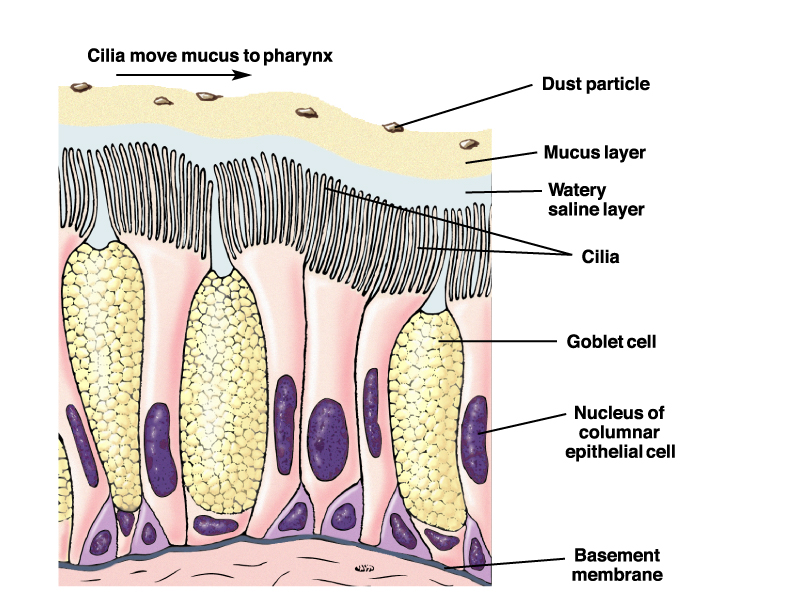 Cilia move mucus to pharynx
Dust particle
Mucus layer
Watery
saline layer
Cilia
Goblet cell
Nucleus of
columnar
epithelial cell
Basement
membrane